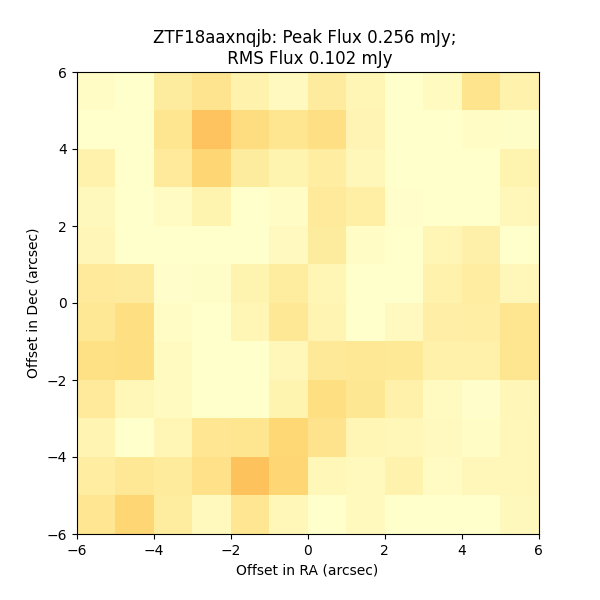 ZTF18aaxnqjb: Peak Flux 0.256 mJy;
RMS Flux 0.102 mJy
6
4
2
0
−2
−4
−6
Offset in Dec (arcsec)
−6 −4 −2 0 2 4 6
Offset in RA (arcsec)